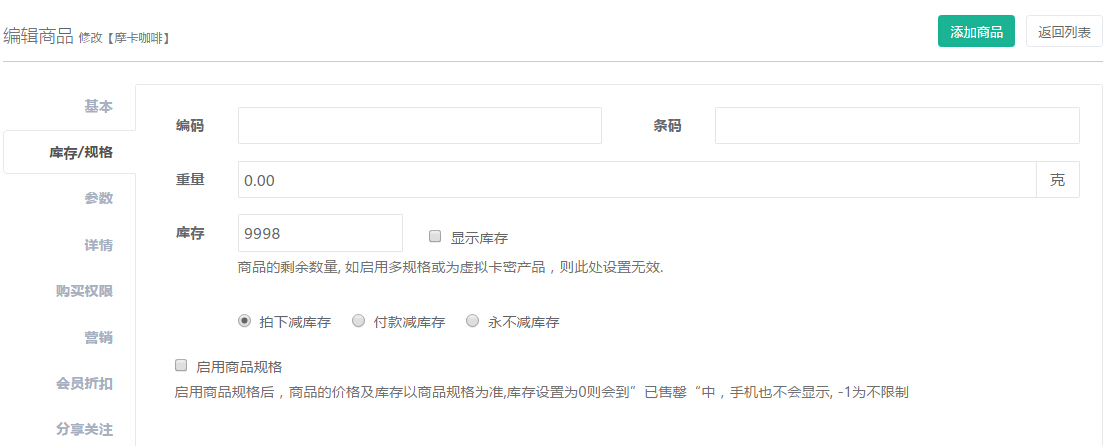 编辑商品 修改【摩卡咖啡】
添加商品 返回列表
基本
库存/规格
参数
详情
购买权限
营销
会员折扣
分享关注
编码 条码
重量 0.00 克
库存 9998 显示库存
商品的剩余数量, 如启用多规格或为虚拟卡密产品，则此处设置无效.
拍下减库存 付款减库存 永不减库存
启用商品规格
启用商品规格后，商品的价格及库存以商品规格为准,库存设置为0则会到”已售罄“中，手机也不会显示, -1为不限制